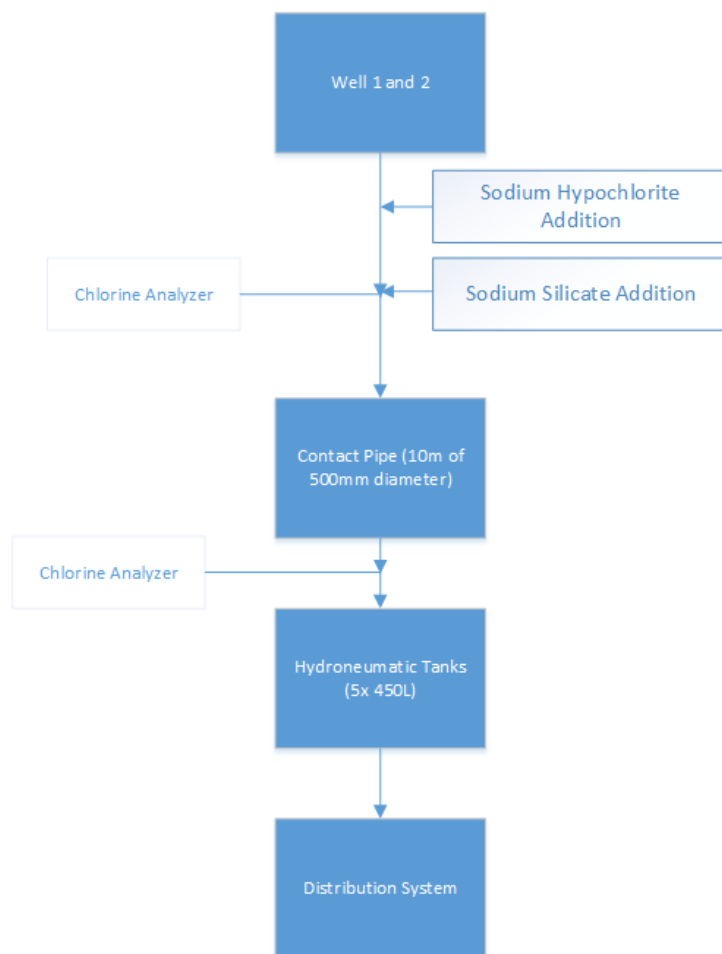 Well 1 and 2
Sodium Hypochlorite
Addition
Chlorine Analyzer
Sodium Silicate Addition
Contact Pipe (10m of
500mm diameter)
Chlorine Analyzer
Hydroneumatic Tanks
(5x 450L)
Distribution System